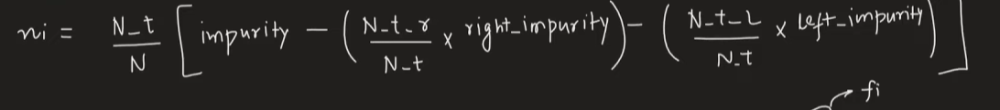 ni = N_t/N [impurity − (N_t_r/N_t × right_impurity) − (N_t_L/N_t × left_impurity)]
fi